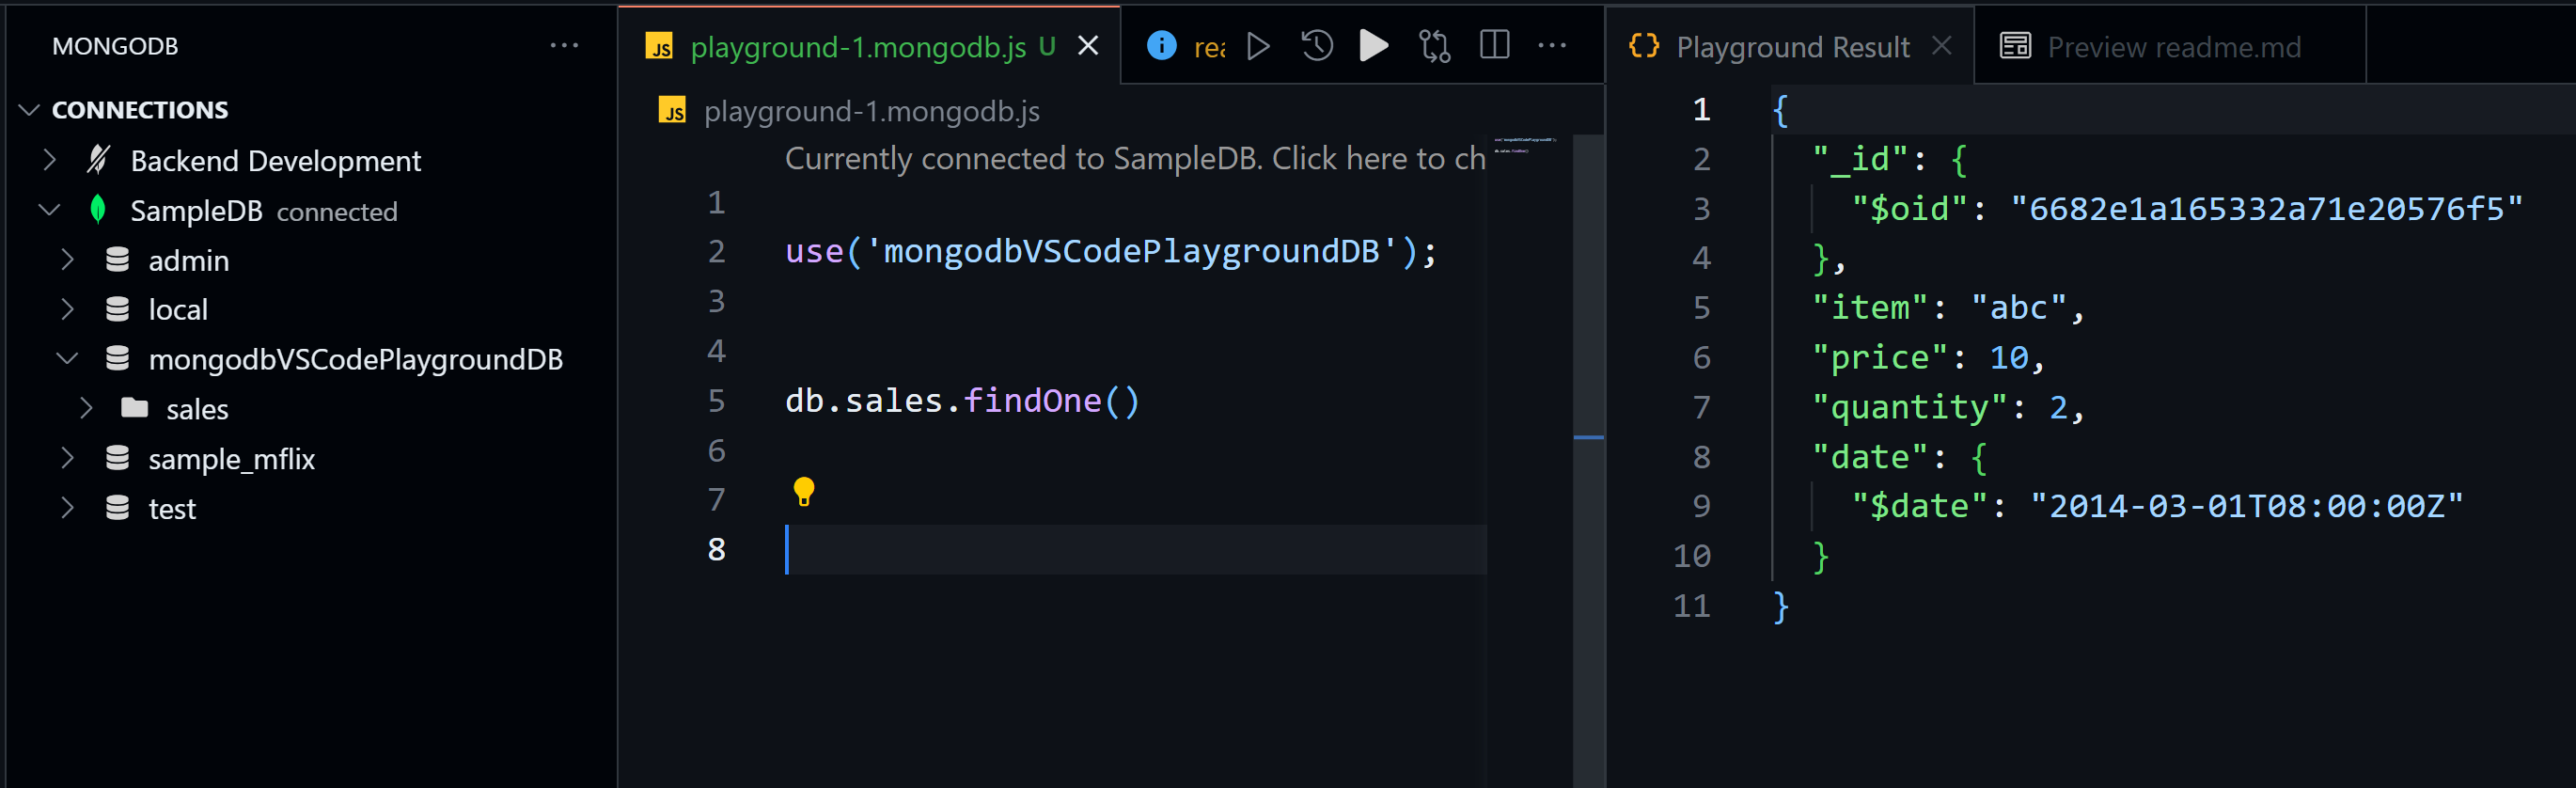 MONGODB
CONNECTIONS
Backend Development
SampleDB connected
admin
local
mongodbVSCodePlaygroundDB
sales
sample_mflix
test
JS playground-1.mongodb.js U
rea
JS playground-1.mongodb.js
Currently connected to SampleDB. Click here to ch
1
2 use('mongodbVSCodePlaygroundDB');
3
4
5 db.sales.findOne()
6
7
8
{} Playground Result
Preview readme.md
1 {
2 "_id": {
3 "$oid": "6682e1a165332a71e20576f5"
4 },
5 "item": "abc",
6 "price": 10,
7 "quantity": 2,
8 "date": {
9 "$date": "2014-03-01T08:00:00Z"
10 }
11 }